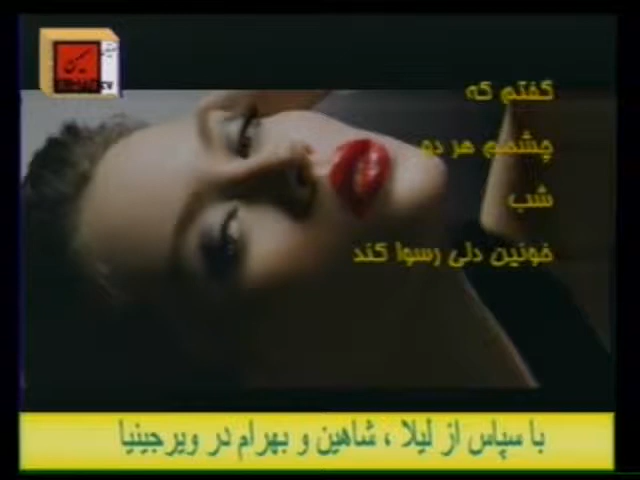 گفتم که
چشمم هر دم
شب
خونین دلی رسوا کند
با سپاس از لیلا ، شاهین و بهرام در ویرجینیا